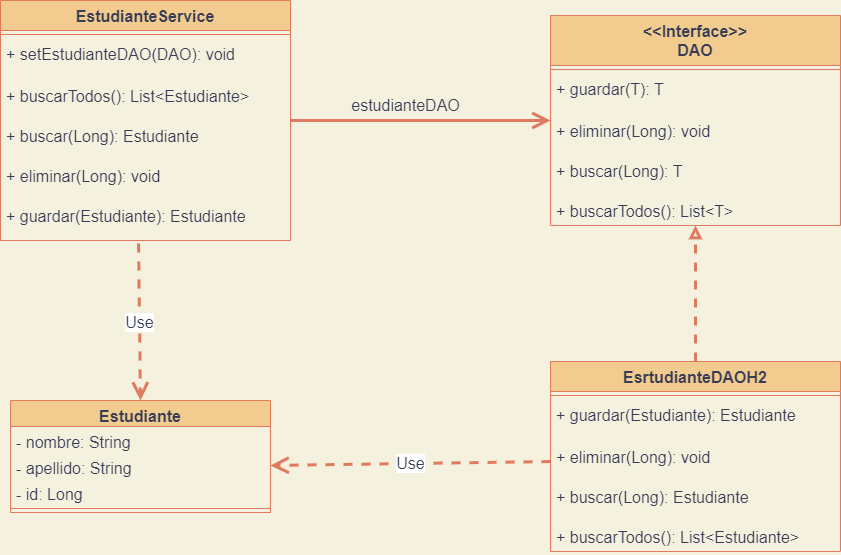 EstudianteService
+ setEstudianteDAO(DAO): void
+ buscarTodos(): List<Estudiante>
+ buscar(Long): Estudiante
+ eliminar(Long): void
+ guardar(Estudiante): Estudiante
estudianteDAO
<<Interface>>
DAO
+ guardar(T): T
+ eliminar(Long): void
+ buscar(Long): T
+ buscarTodos(): List<T>
Use
Estudiante
- nombre: String
- apellido: String
- id: Long
Use
EsrtudianteDAOH2
+ guardar(Estudiante): Estudiante
+ eliminar(Long): void
+ buscar(Long): Estudiante
+ buscarTodos(): List<Estudiante>